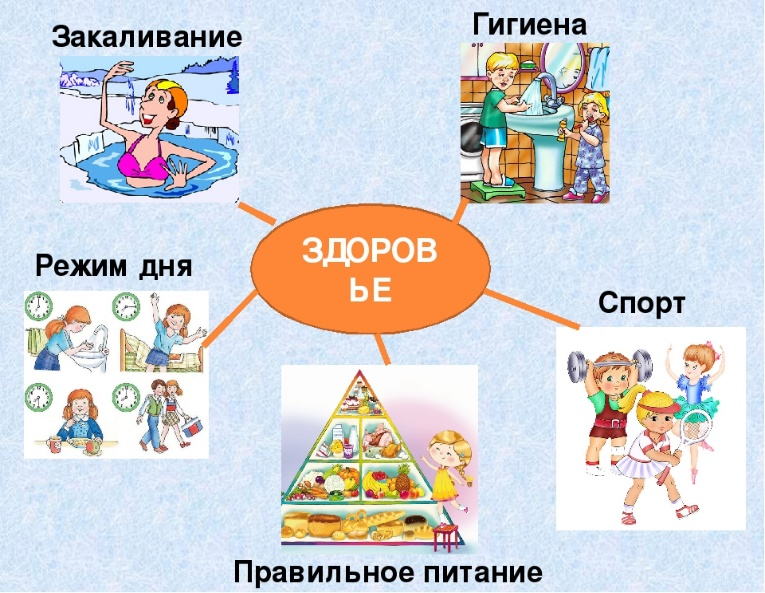 Закаливание
Гигиена
ЗДОРОВ
ЬЕ
Режим дня
Спорт
Правильное питание